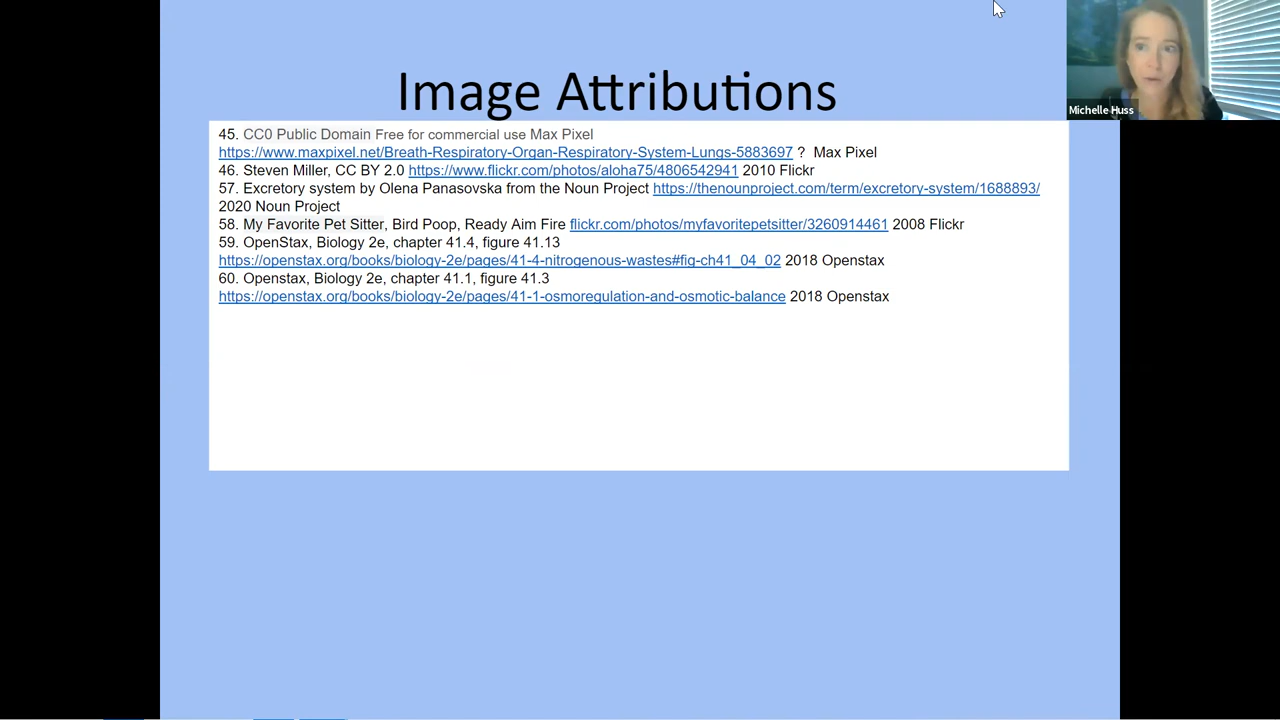 Image Attributions
Michelle Huss
45. CC0 Public Domain Free for commercial use Max Pixel
https://www.maxpixel.net/Breath-Respiratory-Organ-Respiratory-System-Lungs-5883697 ? Max Pixel
46. Steven Miller, CC BY 2.0 https://www.flickr.com/photos/aloha75/4806542941 2010 Flickr
57. Excretory system by Olena Panasovska from the Noun Project https://thenounproject.com/term/excretory-system/1688893/
2020 Noun Project
58. My Favorite Pet Sitter, Bird Poop, Ready Aim Fire flickr.com/photos/myfavoritepetsitter/3260914461 2008 Flickr
59. OpenStax, Biology 2e, chapter 41.4, figure 41.13
https://openstax.org/books/biology-2e/pages/41-4-nitrogenous-wastes#fig-ch41_04_02 2018 Openstax
60. Openstax, Biology 2e, chapter 41.1, figure 41.3
https://openstax.org/books/biology-2e/pages/41-1-osmoregulation-and-osmotic-balance 2018 Openstax